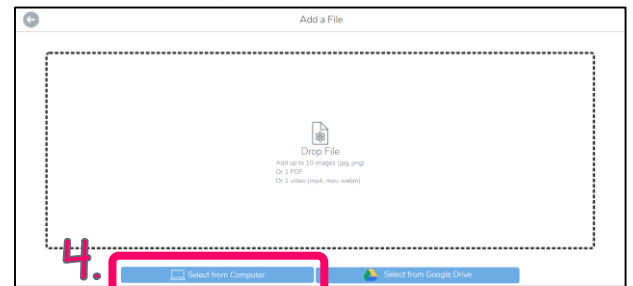 Add a File
Drop File
Add up to 10 images (jpg, png)
Or 1 PDF
Or 1 video (mp4, mov, webm)
4.
Select from Computer
Select from Google Drive